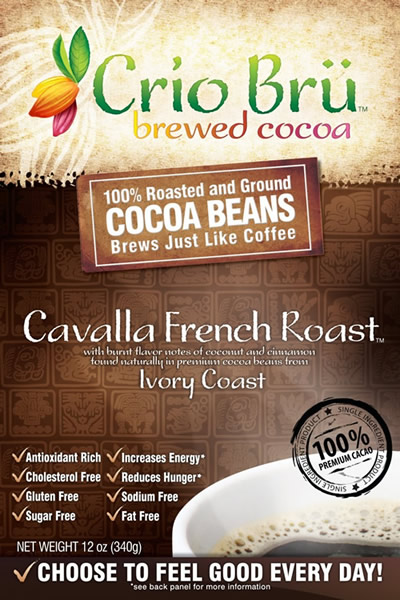 Crio Brü™
brewed cocoa
100% Roasted and Ground
COCOA BEANS
Brews Just Like Coffee
Cavalla French Roast™
with burnt flavor notes of coconut and cinnamon
found naturally in premium cocoa beans from
Ivory Coast
✓Antioxidant Rich ✓Increases Energy*
✓Cholesterol Free ✓Reduces Hunger*
✓Gluten Free ✓Sodium Free
✓Sugar Free ✓Fat Free
★ SINGLE INGREDIENT PRODUCT ★ SINGLE INGREDIENT PRODUCT
100%
PREMIUM CACAO
NET WEIGHT 12 oz (340g)
✓CHOOSE TO FEEL GOOD EVERY DAY!
*see back panel for more information